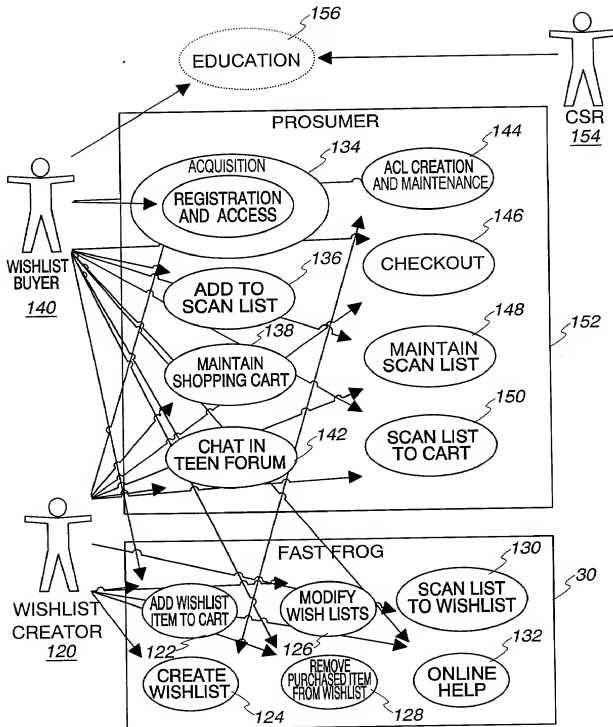 156
EDUCATION
CSR
154
PROSUMER
134
144
ACQUISITION
REGISTRATION
AND ACCESS
ACL CREATION
AND MAINTENANCE
WISHLIST
BUYER
140
146
CHECKOUT
136
ADD TO
SCAN LIST
138
148
MAINTAIN
SHOPPING CART
MAINTAIN
SCAN LIST
152
150
142
CHAT IN
TEEN FORUM
SCAN LIST
TO CART
FAST FROG
130
30
WISHLIST
CREATOR
120
ADD WISHLIST
ITEM TO CART
MODIFY
WISH LISTS
SCAN LIST
TO WISHLIST
122
126
132
CREATE
WISHLIST
REMOVE
PURCHASED ITEM
FROM WISHLIST
ONLINE
HELP
124
128